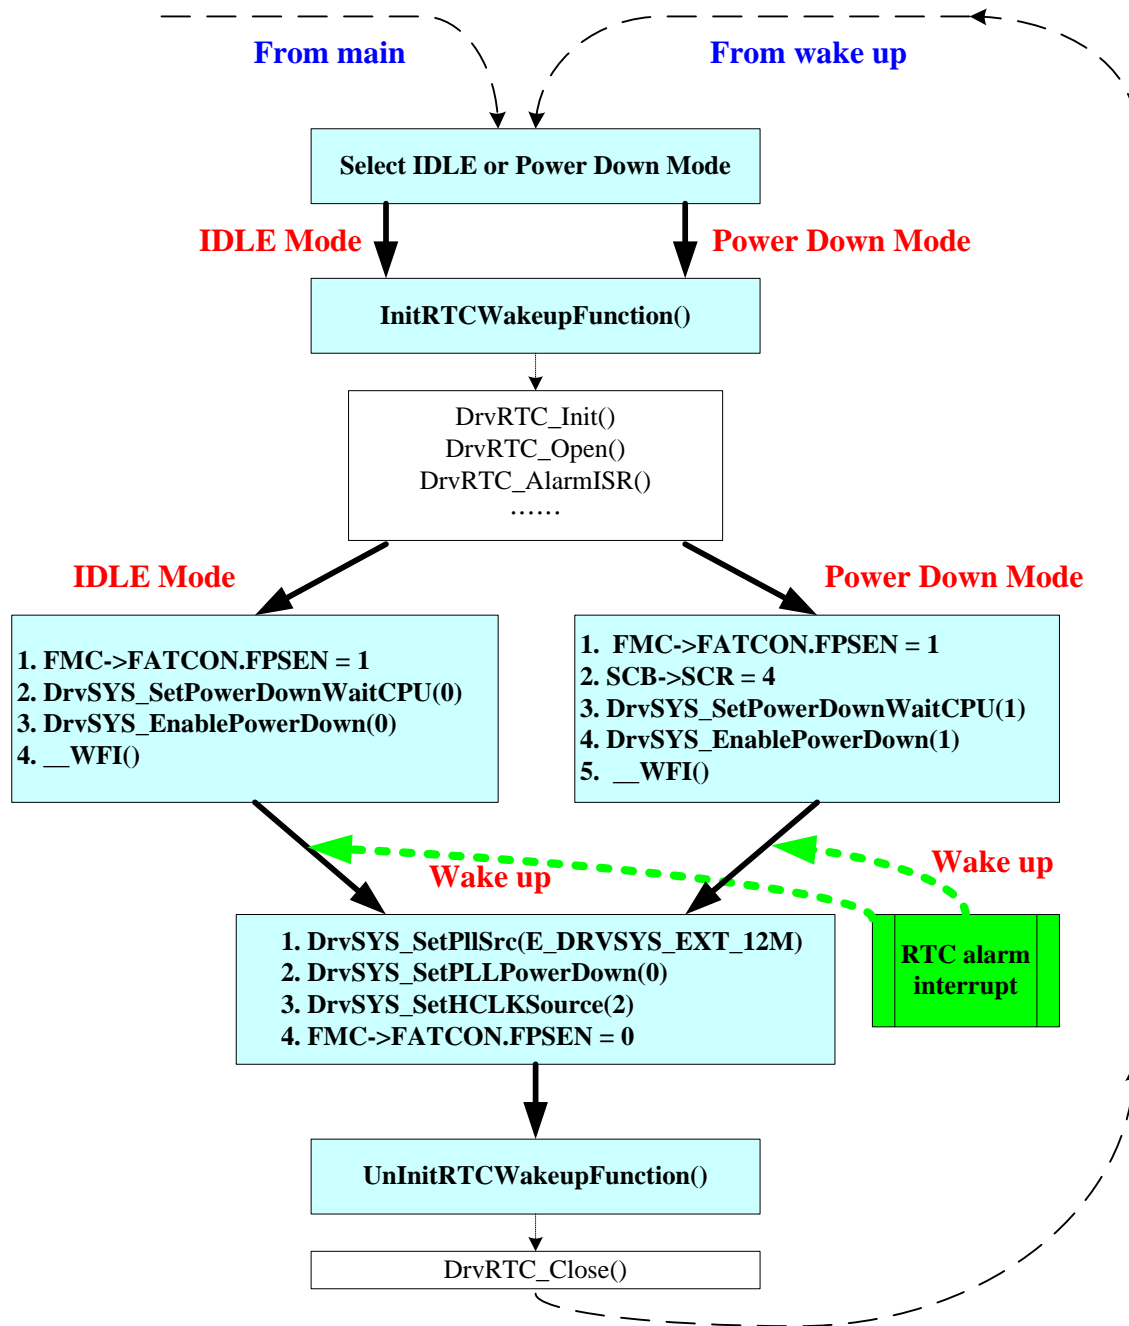 From main
From wake up
Select IDLE or Power Down Mode
IDLE Mode
Power Down Mode
InitRTCWakeupFunction()
DrvRTC_Init()
DrvRTC_Open()
DrvRTC_AlarmISR()
......
IDLE Mode
Power Down Mode
1. FMC->FATCON.FPSEN = 1
2. DrvSYS_SetPowerDownWaitCPU(0)
3. DrvSYS_EnablePowerDown(0)
4. __WFI()
1. FMC->FATCON.FPSEN = 1
2. SCB->SCR = 4
3. DrvSYS_SetPowerDownWaitCPU(1)
4. DrvSYS_EnablePowerDown(1)
5. __WFI()
Wake up
Wake up
1. DrvSYS_SetPllSrc(E_DRVSYS_EXT_12M)
2. DrvSYS_SetPLLPowerDown(0)
3. DrvSYS_SetHCLKSource(2)
4. FMC->FATCON.FPSEN = 0
RTC alarm
interrupt
UnInitRTCWakeupFunction()
DrvRTC_Close()